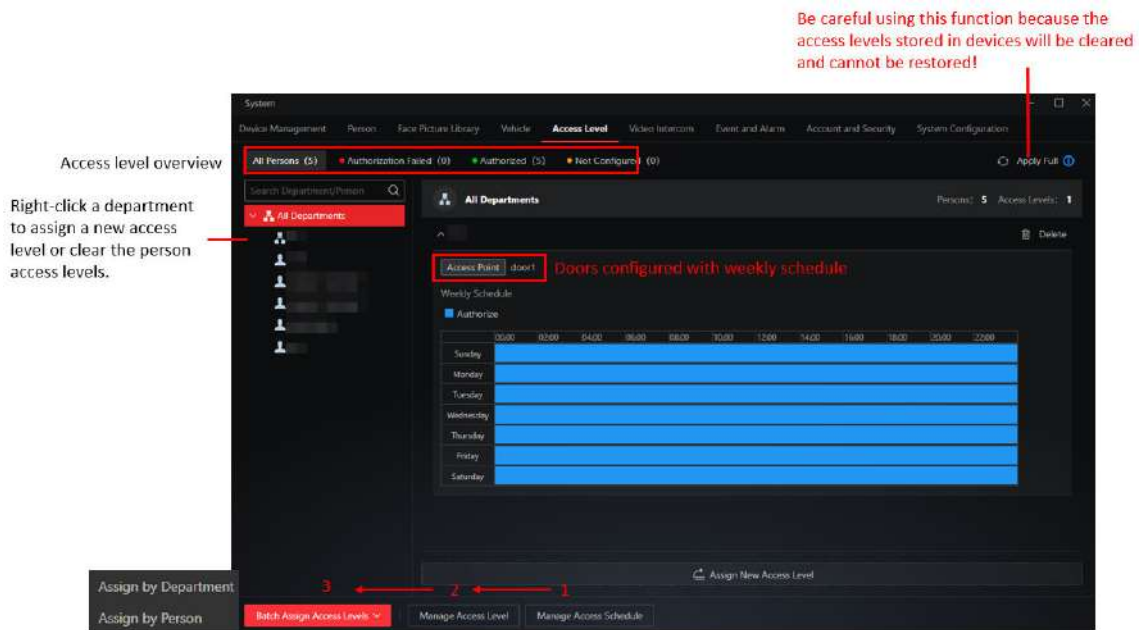 Be careful using this function because the
access levels stored in devices will be cleared
and cannot be restored!
System
Device Management Person Face Picture Library Vehicle Access Level Video Intercom Event and Alarm Account and Security System Configuration
Access level overview
All Persons (5) Authorization Failed (0) Authorized (5) Not Configured (0) Apply Full
Search Department/Person
All Departments Persons: 5 Access Levels: 1
Right-click a department
to assign a new access
level or clear the person
access levels.
All Departments
Delete
Access Point door1 Doors configured with weekly schedule
Weekly Schedule
Authorize
00:00 02:00 04:00 06:00 08:00 10:00 12:00 14:00 16:00 18:00 20:00 22:00
Sunday
Monday
Tuesday
Wednesday
Thursday
Friday
Saturday
Assign New Access Level
Assign by Department
Assign by Person
3 2 1
Batch Assign Access Levels Manage Access Level Manage Access Schedule